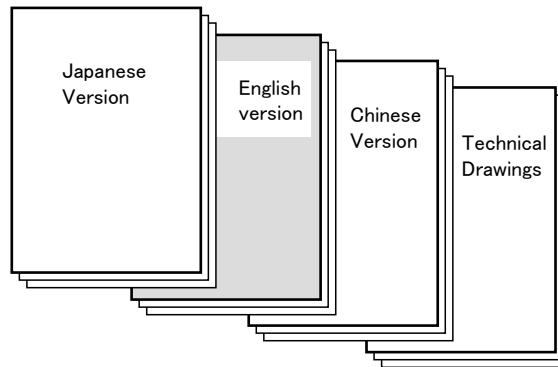 Japanese
Version
English
version
Chinese
Version
Technical
Drawings